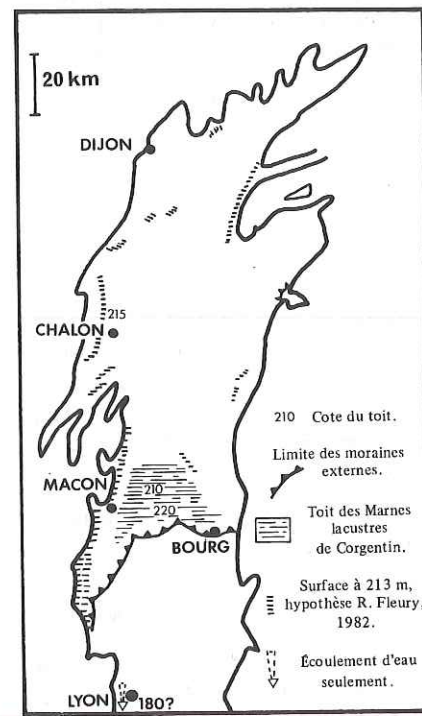 20 km
DIJON
215
CHALON
210 Cote du toit.
Limite des moraines
externes.
MACON
210
220
BOURG
Toit des Marnes
lacustres
de Corgentin.
Surface à 213 m,
hypothèse R. Fleury,
1982.
Écoulement d'eau
seulement.
LYON
180?